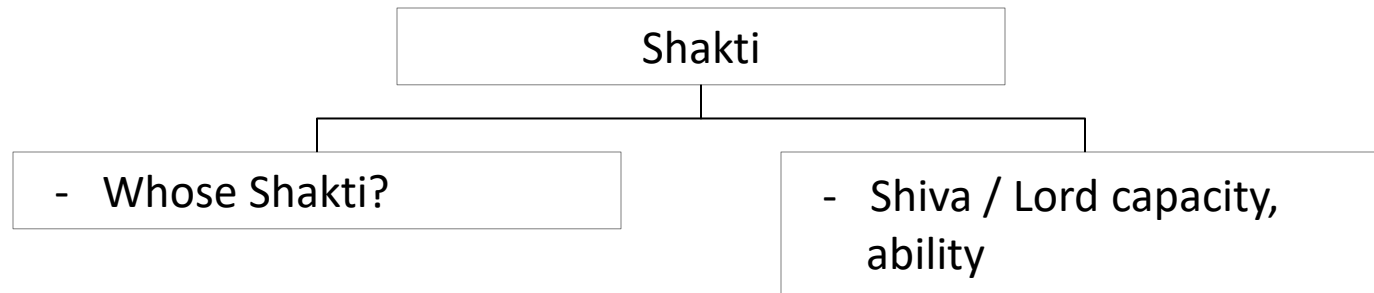 Shakti
- Whose Shakti?
- Shiva / Lord capacity,
ability